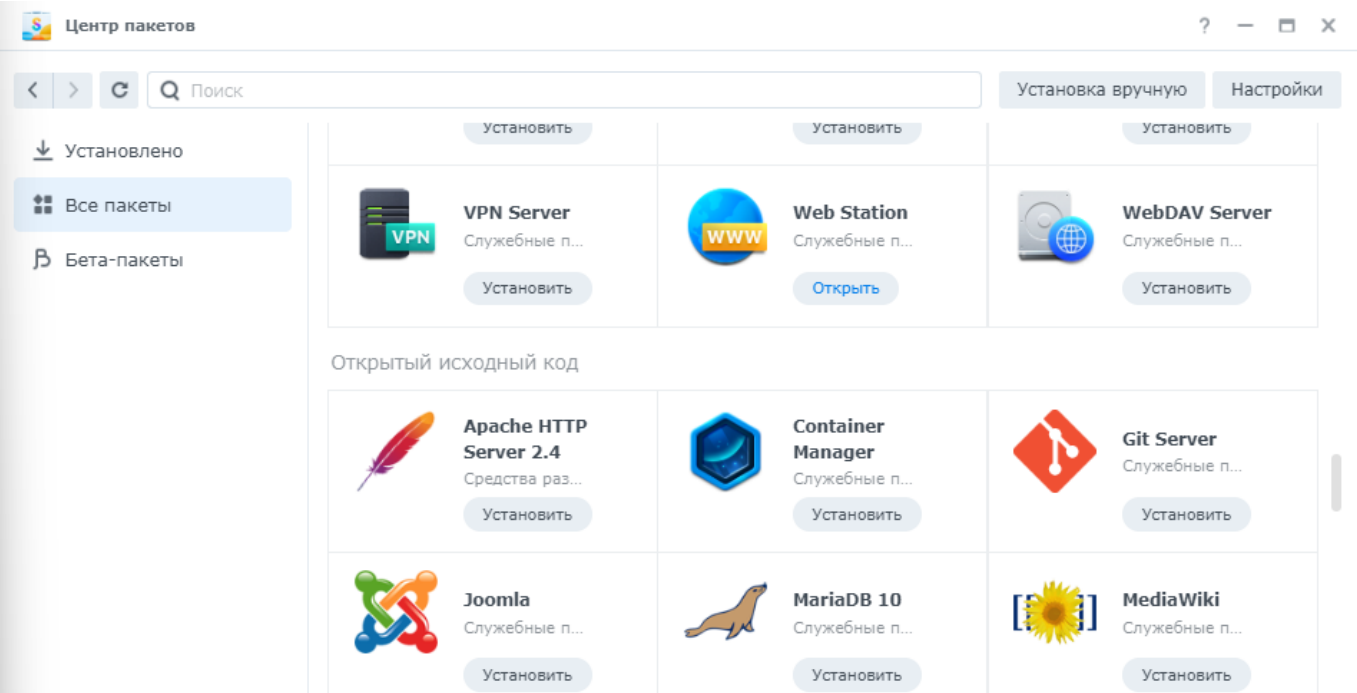 Центр пакетов
Поиск
Установка вручную
Настройки
Установлено
Все пакеты
Бета-пакеты
Установить
Установить
Установить
VPN
VPN Server
Служебные п...
Установить
WWW
Web Station
Служебные п...
Открыть
WebDAV Server
Служебные п...
Установить
Открытый исходный код
Apache HTTP
Server 2.4
Средства раз...
Установить
Container
Manager
Служебные п...
Установить
Git Server
Служебные п...
Установить
Joomla
Служебные п...
Установить
MariaDB 10
Служебные п...
Установить
MediaWiki
Служебные п...
Установить